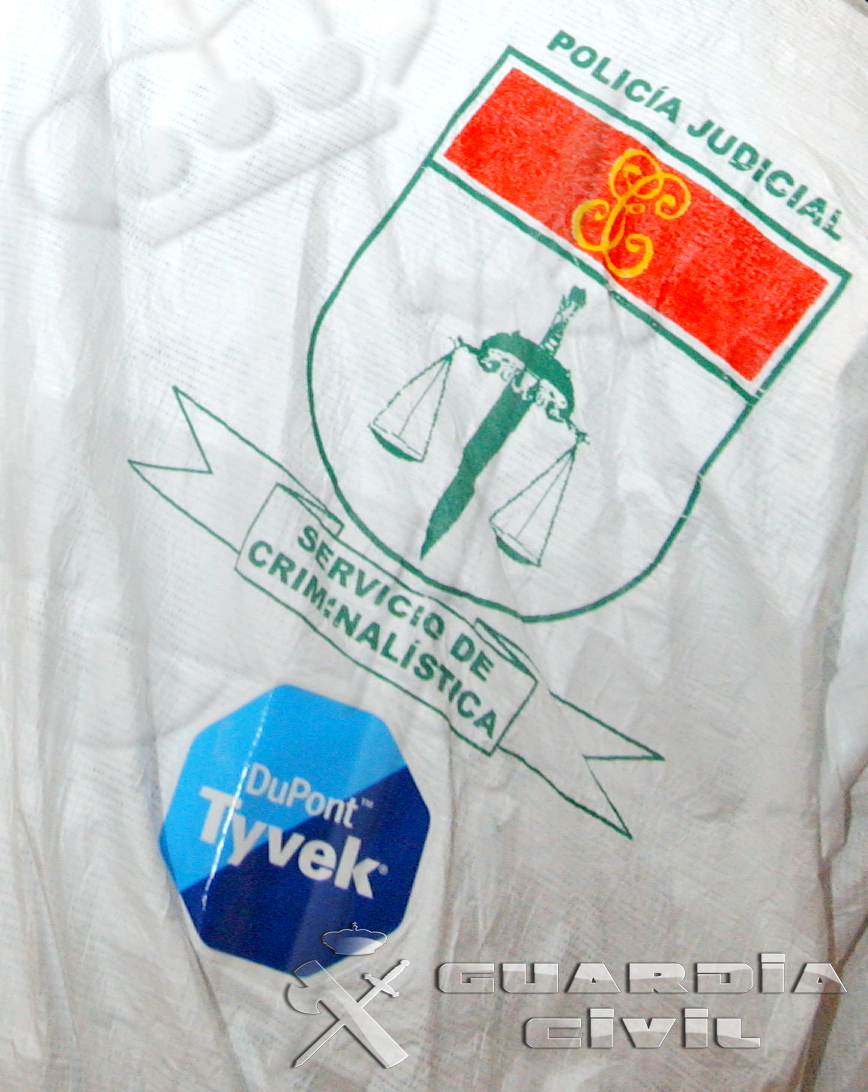 POLICÍA JUDICIAL
SERVICIO DE
CRIMINALÍSTICA
DuPont™
Tyvek®
GUARDIA
CIVIL